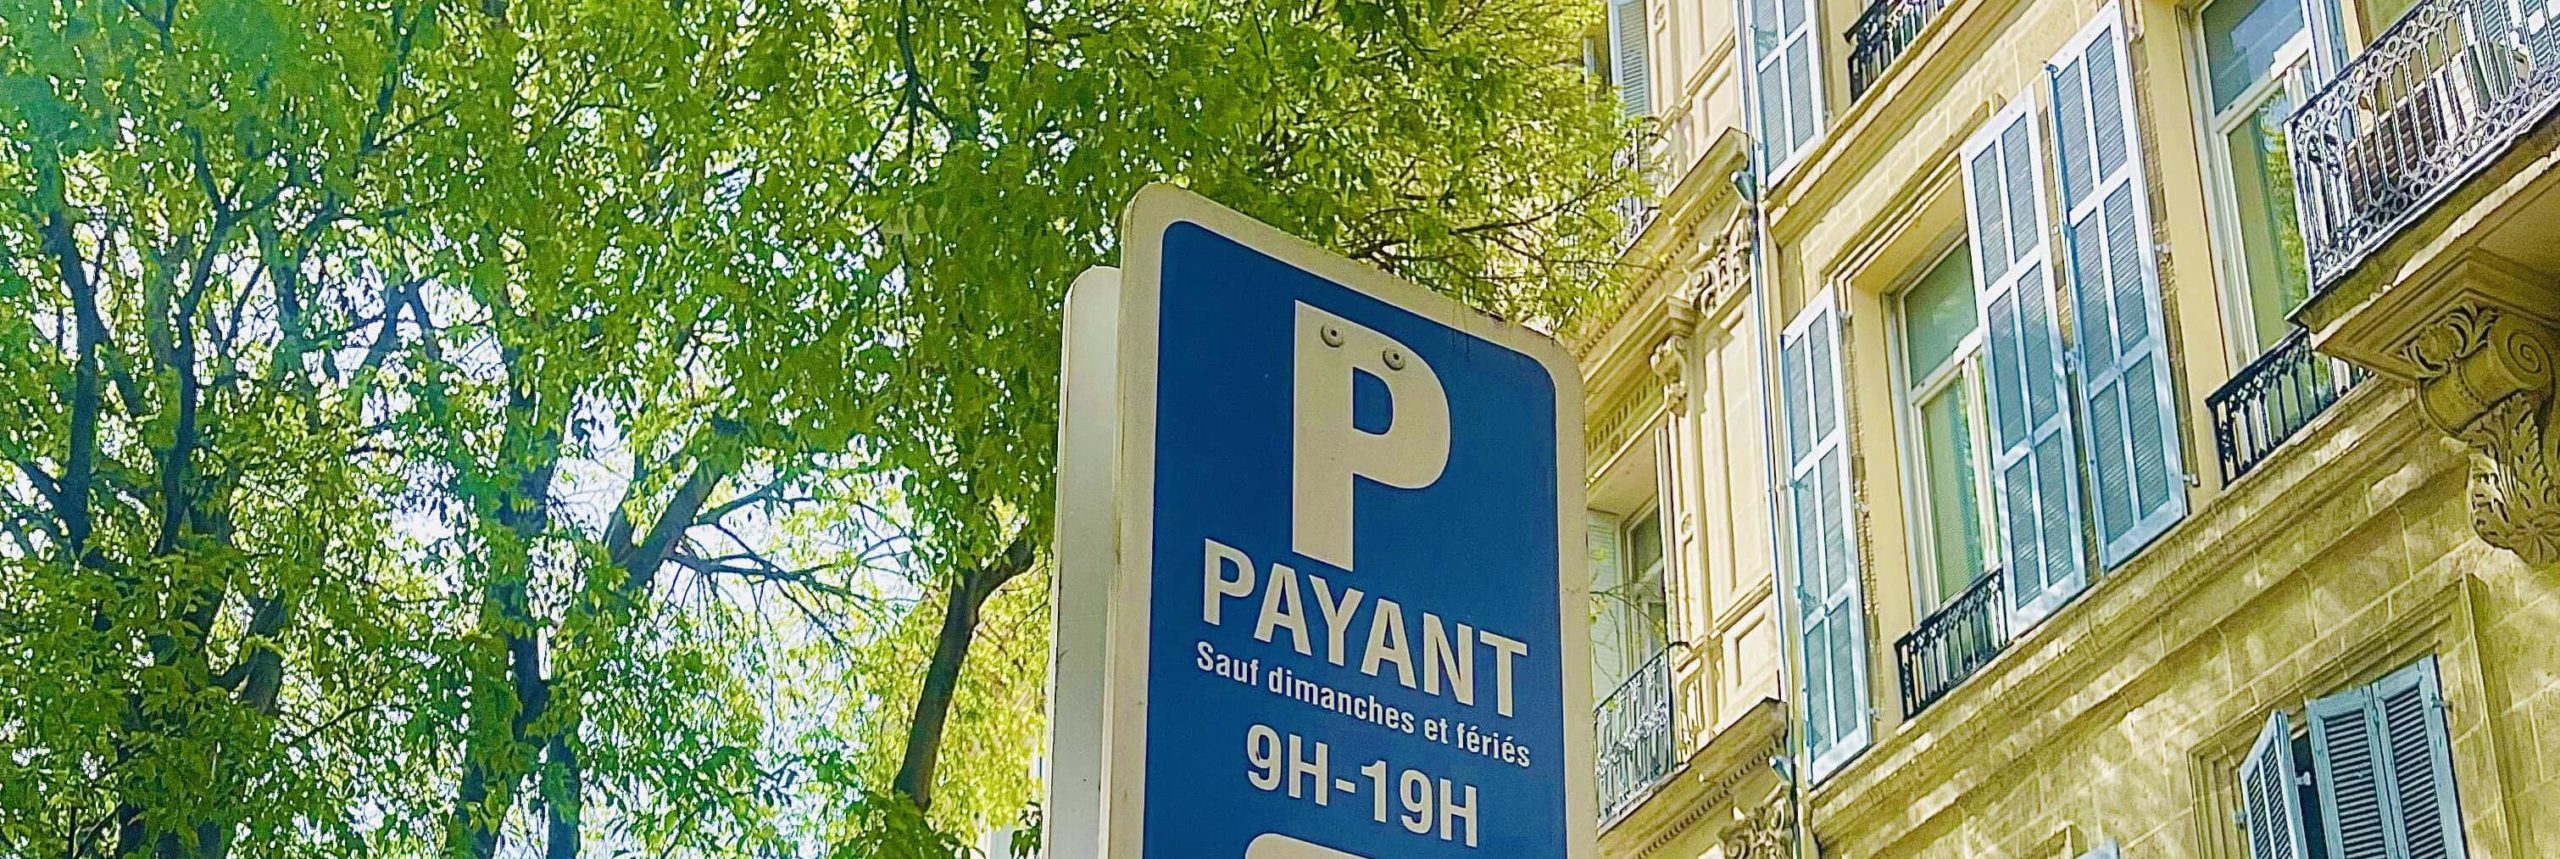 P
PAYANT
Sauf dimanches et fériés
9H-19H